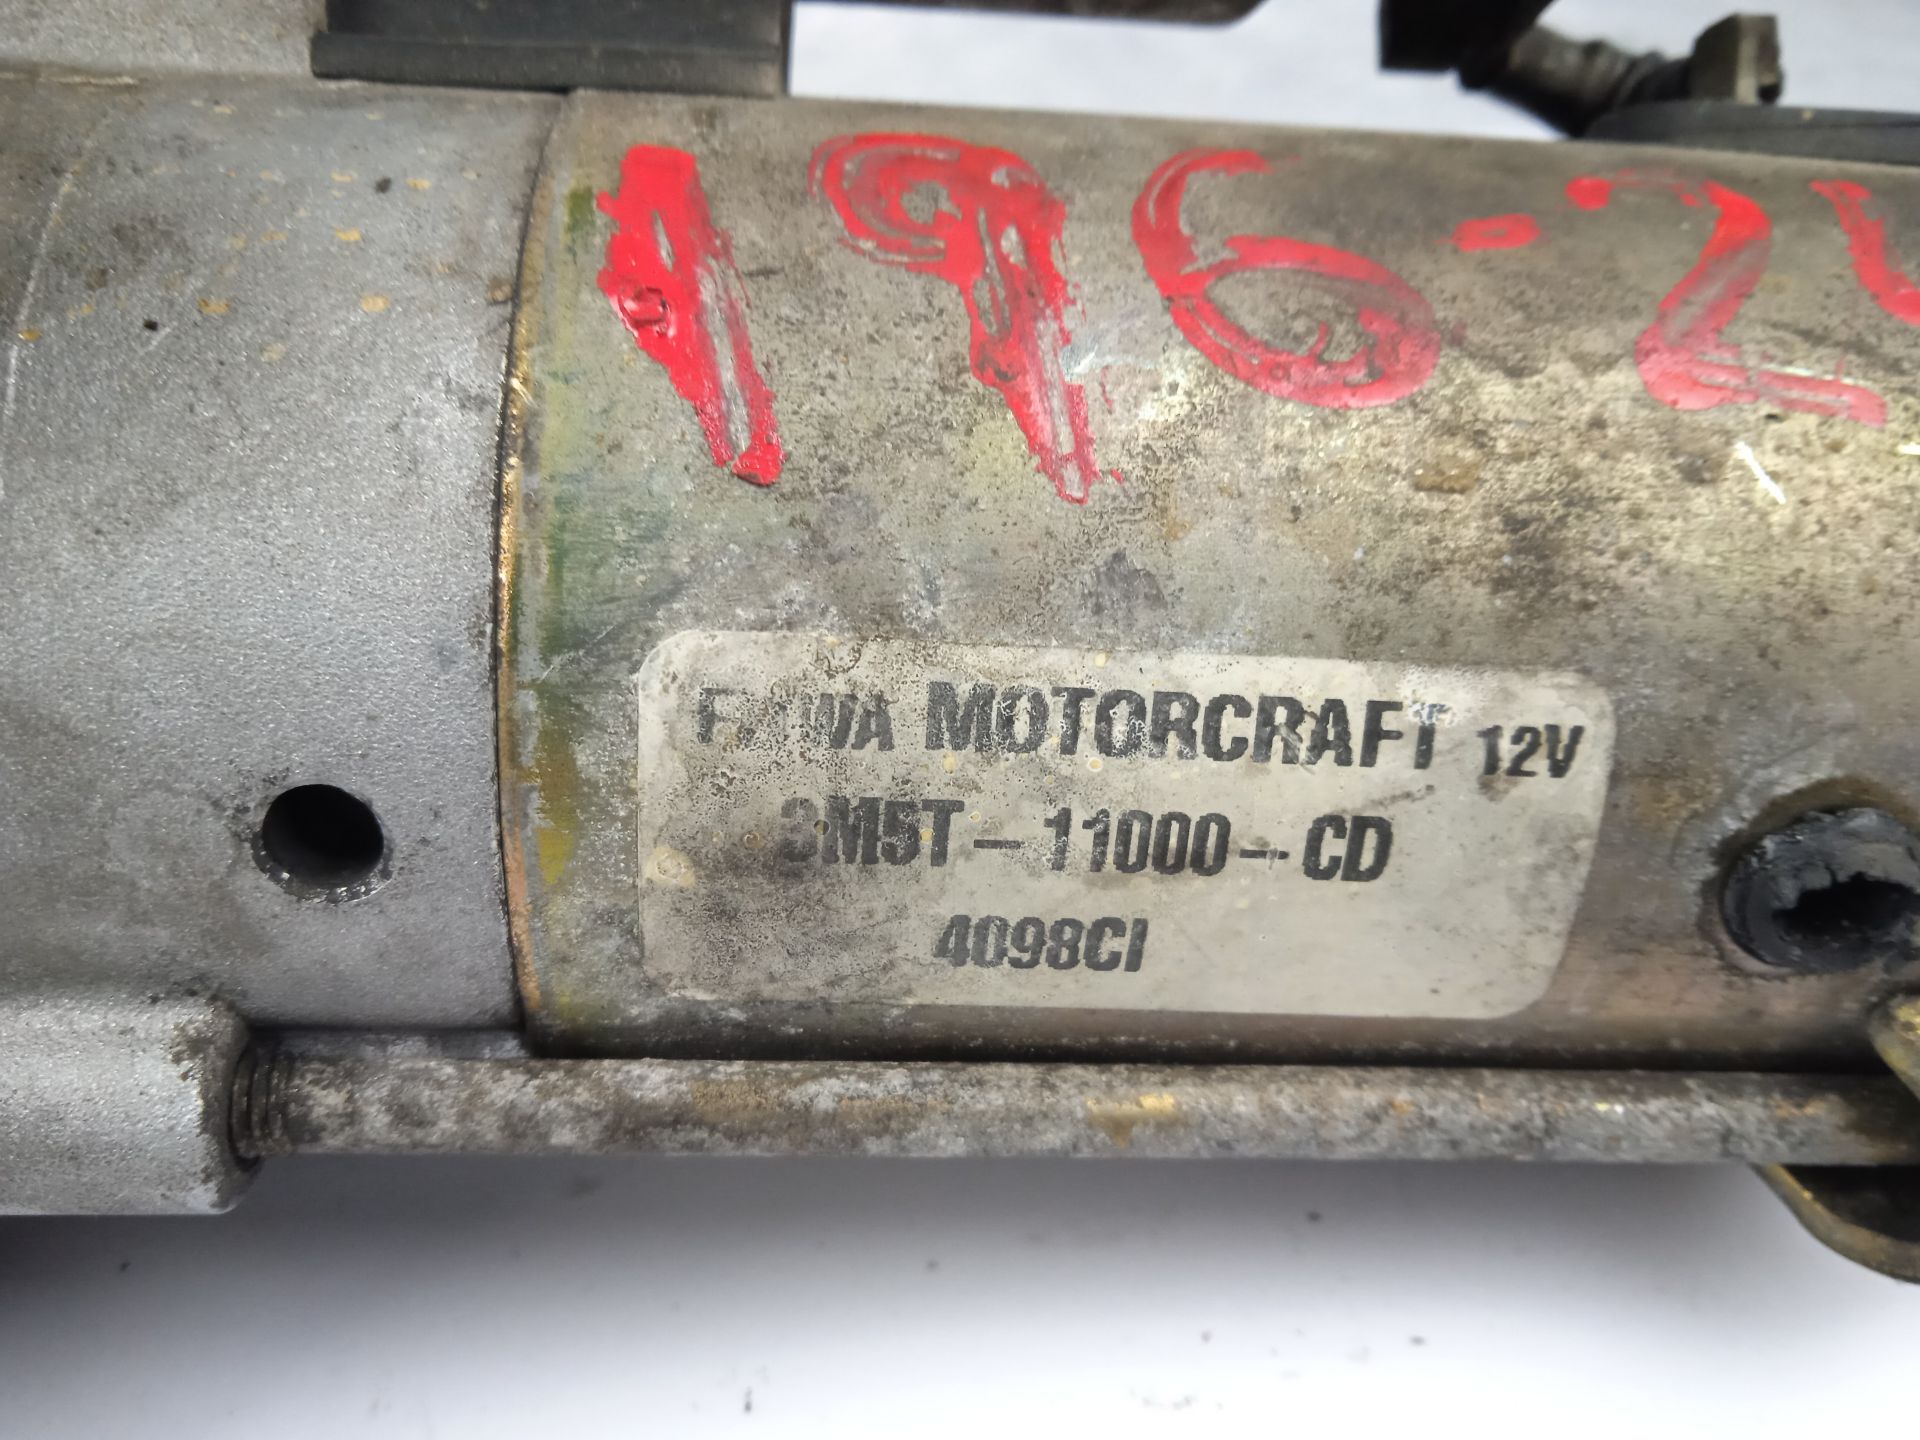 196-2
MOTORCRAFT 12V
3M5T-11000-CD
4098CI